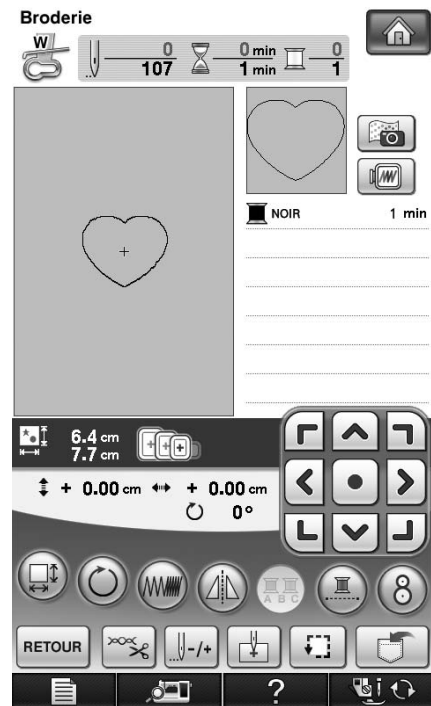 Broderie
W
0 0 min 0
107 1 min 1
NOIR 1 min
6.4 cm
7.7 cm
+ 0.00 cm + 0.00 cm
0°
A B C 8
RETOUR -/+
?